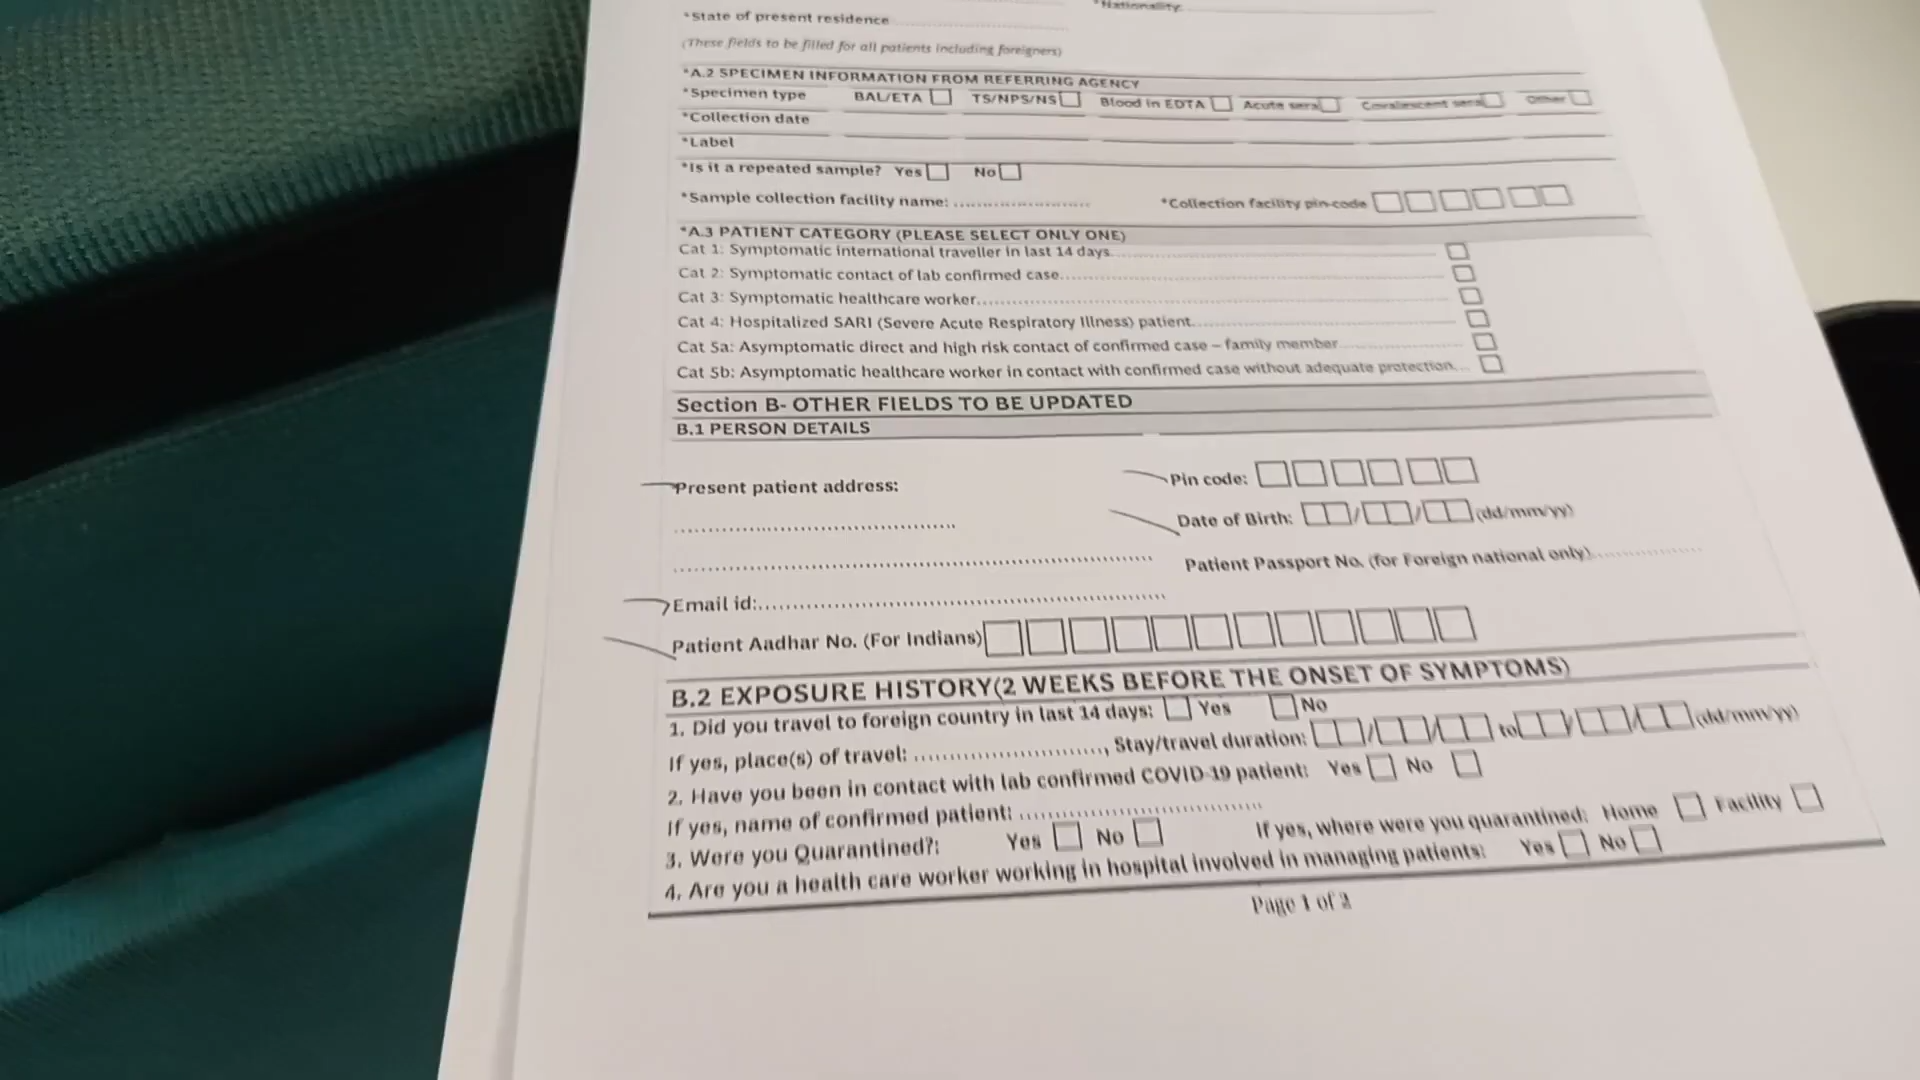 *Nationality:
*State of present residence
(These fields to be filled for all patients including foreigners)
*A.2 SPECIMEN INFORMATION FROM REFERRING AGENCY
*Specimen type BAL/ETA TS/NPS/NS Blood in EDTA Acute sera Covalescent sera Other
*Collection date
*Label
*Is it a repeated sample? Yes No
*Sample collection facility name: ........................ *Collection facility pin-code
*A.3 PATIENT CATEGORY (PLEASE SELECT ONLY ONE)
Cat 1: Symptomatic international traveller in last 14 days
Cat 2: Symptomatic contact of lab confirmed case
Cat 3: Symptomatic healthcare worker
Cat 4: Hospitalized SARI (Severe Acute Respiratory Illness) patient
Cat 5a: Asymptomatic direct and high risk contact of confirmed case – family member
Cat 5b: Asymptomatic healthcare worker in contact with confirmed case without adequate protection
Section B- OTHER FIELDS TO BE UPDATED
B.1 PERSON DETAILS
Present patient address: Pin code:
Date of Birth: / / (dd/mm/yy)
Patient Passport No. (for Foreign national only)
Email id:
Patient Aadhar No. (For Indians)
B.2 EXPOSURE HISTORY(2 WEEKS BEFORE THE ONSET OF SYMPTOMS)
1. Did you travel to foreign country in last 14 days: Yes No
If yes, place(s) of travel: ........................, Stay/travel duration: / / to / / (dd/mm/yy)
2. Have you been in contact with lab confirmed COVID-19 patient: Yes No
If yes, name of confirmed patient:
3. Were you Quarantined?: Yes No If yes, where were you quarantined: Home Facility
4. Are you a health care worker working in hospital involved in managing patients: Yes No
Page 1 of 2